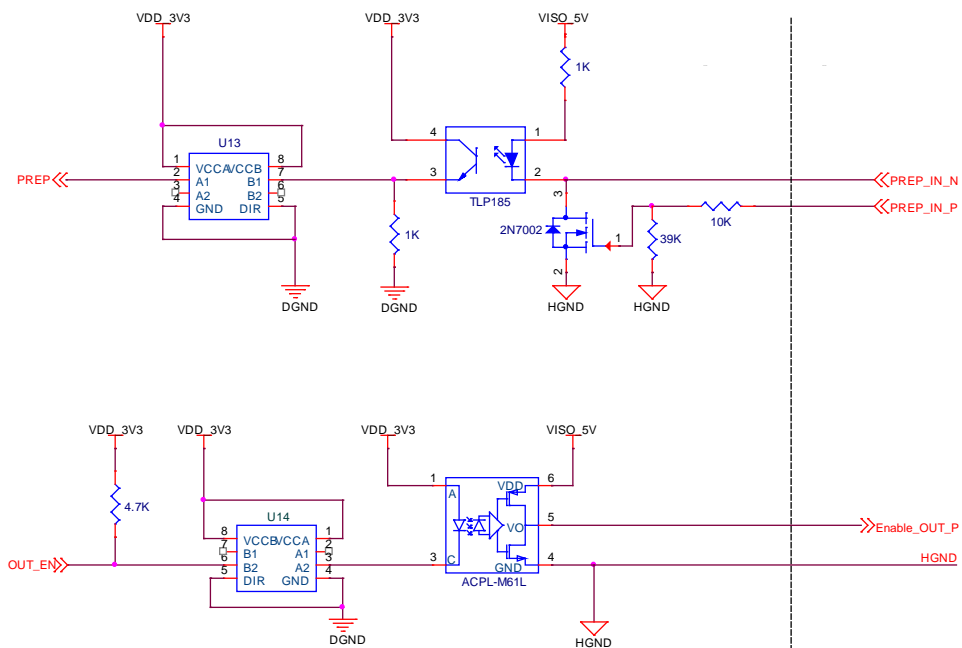 VDD_3V3
VDD_3V3
VISO_5V
1K
U13
4
1
1
VCCA
VCCB
8
PREP
2
A1
B1
7
3
2
PREP_IN_N
3
A2
B2
6
TLP185
4
GND
DIR
5
3
PREP_IN_P
1K
2N7002
1
39K
10K
2
DGND
DGND
HGND
HGND
VDD_3V3
VDD_3V3
VDD_3V3
VISO_5V
1
A
VDD
6
4.7K
U14
8
VCCB
VCCA
1
VO
5
Enable_OUT_P
7
B1
A1
2
OUT_EN
6
B2
A2
3
3
C
GND
4
HGND
5
DIR
GND
4
ACPL-M61L
DGND
HGND